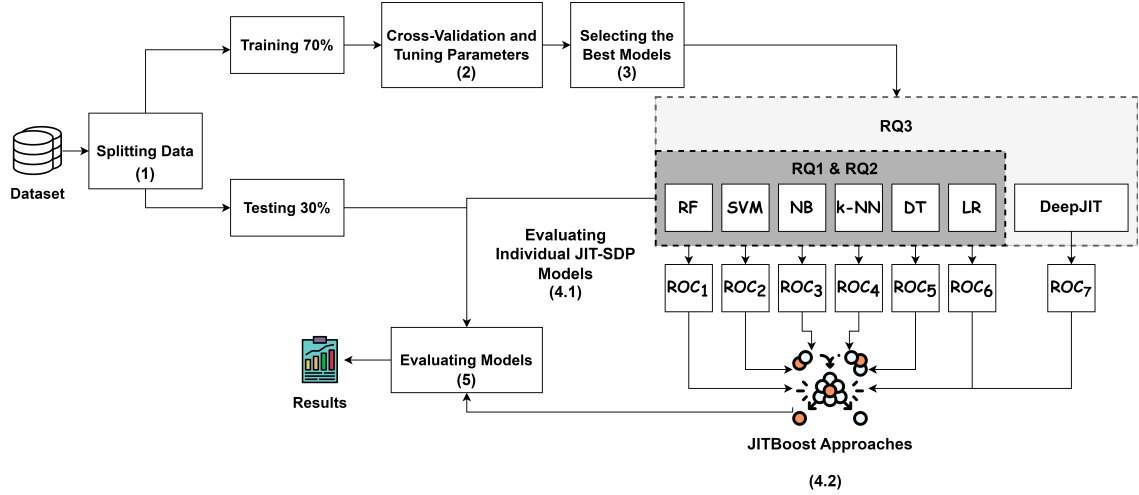 Dataset
Splitting Data
(1)
Training 70%
Testing 30%
Cross-Validation and
Tuning Parameters
(2)
Selecting the
Best Models
(3)
RQ3
RQ1 & RQ2
RF
SVM
NB
k-NN
DT
LR
DeepJIT
ROC1
ROC2
ROC3
ROC4
ROC5
ROC6
ROC7
Evaluating
Individual JIT-SDP
Models
(4.1)
Evaluating Models
(5)
Results
JITBoost Approaches
(4.2)